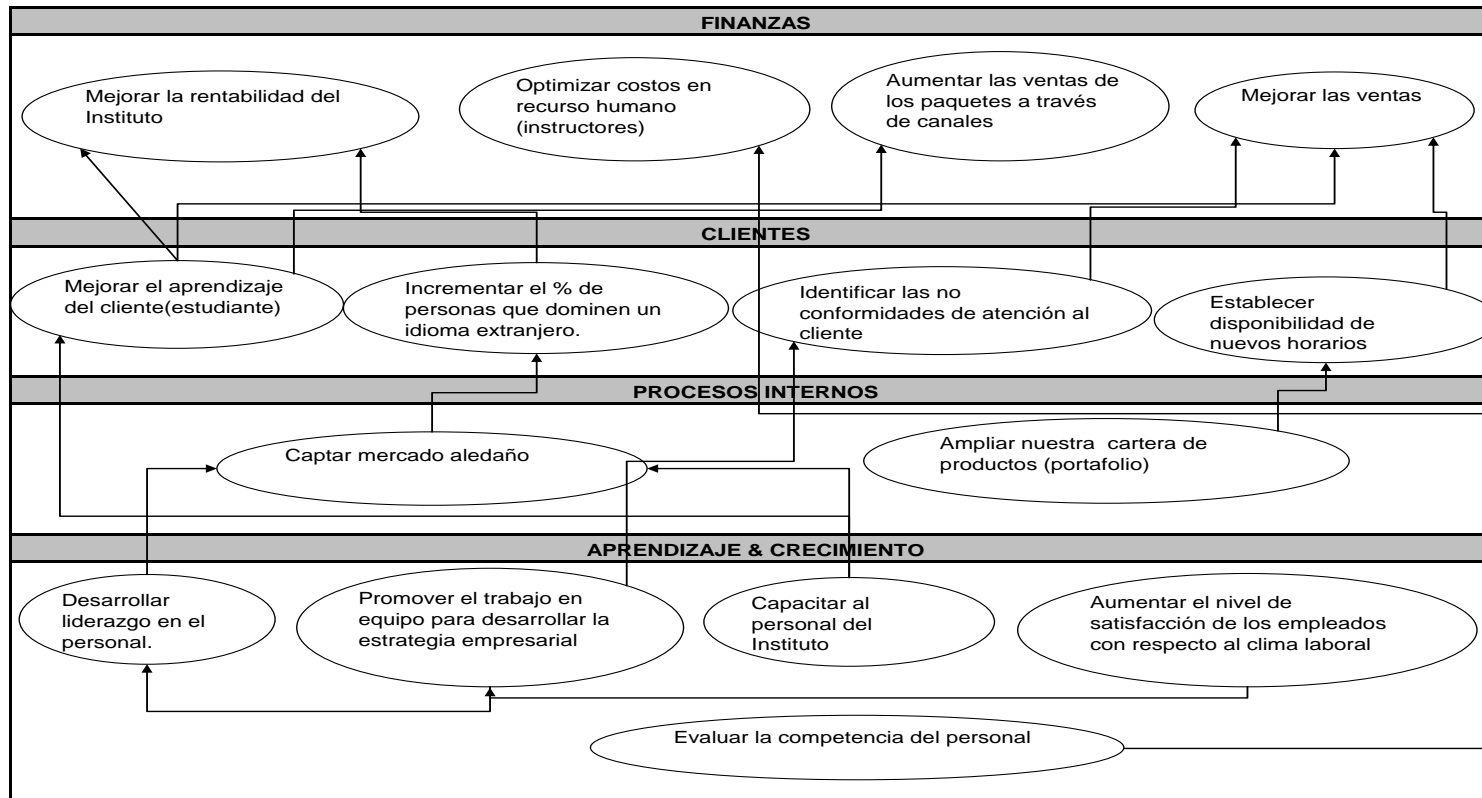 FINANZAS
Mejorar la rentabilidad del
Instituto
Optimizar costos en
recurso humano
(instructores)
Aumentar las ventas de
los paquetes a través
de canales
Mejorar las ventas
CLIENTES
Mejorar el aprendizaje
del cliente(estudiante)
Incrementar el % de
personas que dominen un
idioma extranjero.
Identificar las no
conformidades de atención al
cliente
Establecer
disponibilidad de
nuevos horarios
PROCESOS INTERNOS
Captar mercado aledaño
Ampliar nuestra cartera de
productos (portafolio)
APRENDIZAJE & CRECIMIENTO
Desarrollar
liderazgo en el
personal.
Promover el trabajo en
equipo para desarrollar la
estrategia empresarial
Capacitar al
personal del
Instituto
Aumentar el nivel de
satisfacción de los empleados
con respecto al clima laboral
Evaluar la competencia del personal